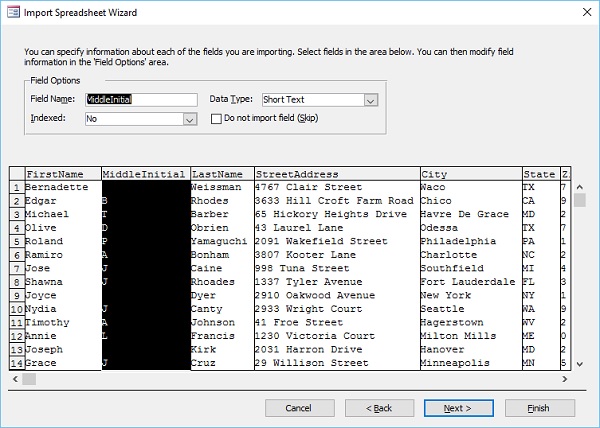 Import Spreadsheet Wizard
You can specify information about each of the fields you are importing. Select fields in the area below. You can then modify field
information in the 'Field Options' area.
Field Options
Field Name: MiddleInitial Data Type: Short Text
Indexed: No Do not import field (Skip)
FirstName MiddleInitial LastName StreetAddress City State Z
1 Bernadette Weissman 4767 Clair Street Waco TX 7
2 Edgar B Rhodes 3633 Hill Croft Farm Road Chico CA 9
3 Michael T Barber 65 Hickory Heights Drive Havre De Grace MD 2
4 Olive D Obrien 43 Laurel Lane Odessa TX 7
5 Roland P Yamaguchi 2091 Wakefield Street Philadelphia PA 1
6 Ramiro A Bonham 3807 Kooter Lane Charlotte NC 2
7 Jose J Caine 998 Tuna Street Southfield MI 4
8 Shawna J Rhoades 1337 Tyler Avenue Fort Lauderdale FL 3
9 Joyce Dyer 2910 Oakwood Avenue New York NY 1
10 Nydia J Canty 2933 Wright Court Seattle WA 9
11 Timothy A Johnson 41 Froe Street Hagerstown WV 2
12 Annie L Francis 1230 Victoria Court Milton Mills ME 0
13 Joseph Kirk 2031 Harron Drive Hanover MD 2
14 Grace J Cruz 29 Willison Street Minneapolis MN 5
Cancel < Back Next > Finish